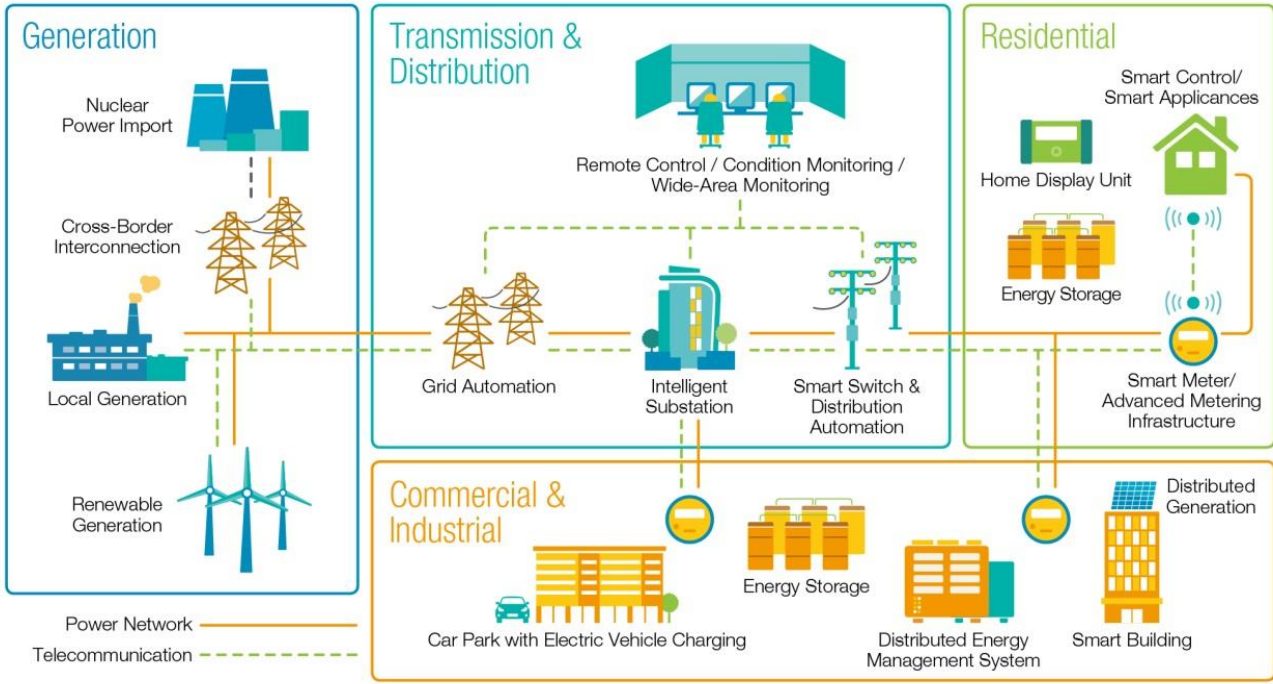 Generation
Nuclear
Power Import
Cross-Border
Interconnection
Local Generation
Renewable
Generation
Power Network
Telecommunication
Transmission &
Distribution
Remote Control / Condition Monitoring /
Wide-Area Monitoring
Grid Automation
Intelligent
Substation
Smart Switch &
Distribution
Automation
Residential
Smart Control/
Smart Applicances
Home Display Unit
Energy Storage
Smart Meter/
Advanced Metering
Infrastructure
Commercial &
Industrial
Car Park with Electric Vehicle Charging
Energy Storage
Distributed Energy
Management System
Distributed
Generation
Smart Building